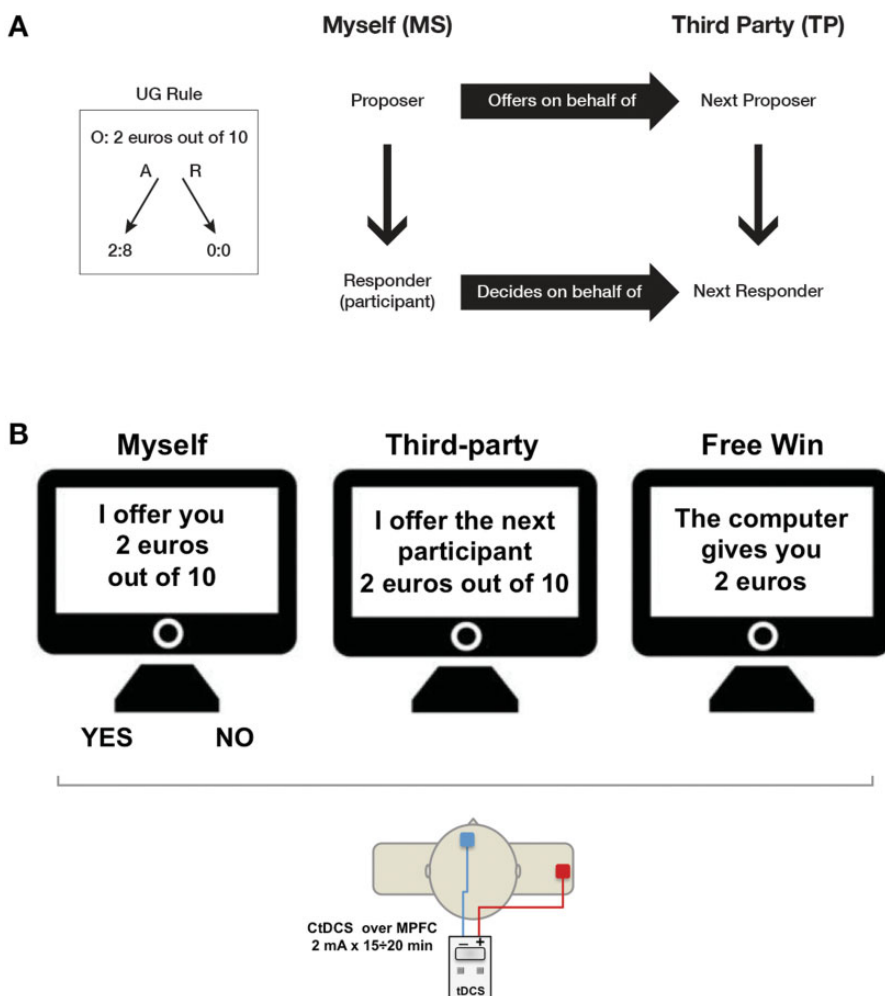 A
Myself (MS)
Third Party (TP)
UG Rule
O: 2 euros out of 10
A R
2:8 0:0
Proposer
Offers on behalf of
Next Proposer
Responder
(participant)
Decides on behalf of
Next Responder
B
Myself
I offer you
2 euros
out of 10
YES NO
Third-party
I offer the next
participant
2 euros out of 10
Free Win
The computer
gives you
2 euros
CtDCS over MPFC
2 mA x 15÷20 min
– +
tDCS